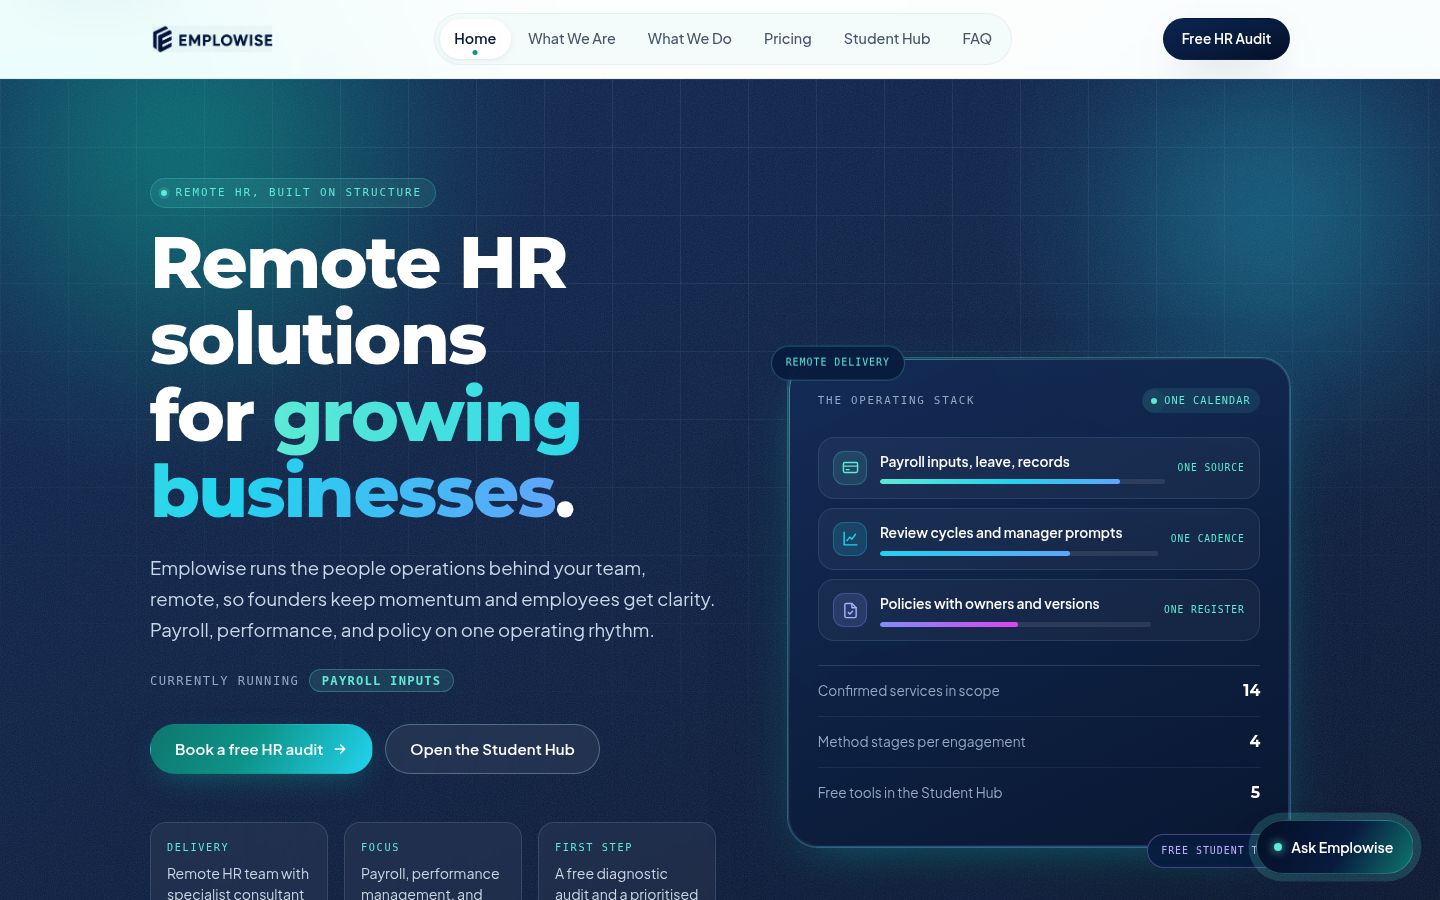 EMPLOWISE
Home
What We Are
What We Do
Pricing
Student Hub
FAQ
Free HR Audit
REMOTE HR, BUILT ON STRUCTURE
Remote HR
solutions
for growing
businesses.
Emplowise runs the people operations behind your team,
remote, so founders keep momentum and employees get clarity.
Payroll, performance, and policy on one operating rhythm.
CURRENTLY RUNNING PAYROLL INPUTS
Book a free HR audit →
Open the Student Hub
DELIVERY
Remote HR team with
specialist consultant
FOCUS
Payroll, performance
management, and
FIRST STEP
A free diagnostic
audit and a prioritised
REMOTE DELIVERY
THE OPERATING STACK
ONE CALENDAR
Payroll inputs, leave, records
ONE SOURCE
Review cycles and manager prompts
ONE CADENCE
Policies with owners and versions
ONE REGISTER
Confirmed services in scope 14
Method stages per engagement 4
Free tools in the Student Hub 5
FREE STUDENT
Ask Emplowise